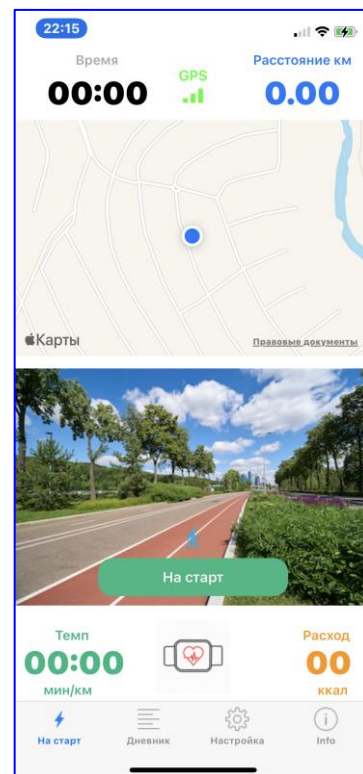 22:15
Время
GPS
Расстояние км
00:00
0.00
Карты
Правовые документы
На старт
Темп
Расход
00:00
00
мин/км
ккал
На старт
Дневник
Настройка
Info